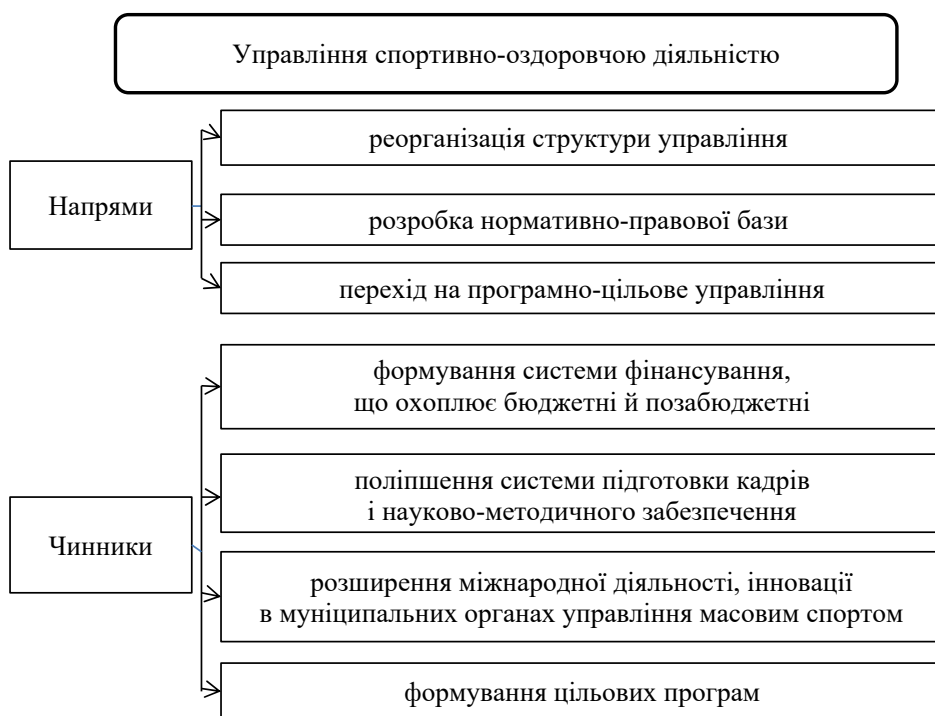 Управління спортивно-оздоровчою діяльністю
Напрями
реорганізація структури управління
розробка нормативно-правової бази
перехід на програмно-цільове управління
Чинники
формування системи фінансування,
що охоплює бюджетні й позабюджетні
поліпшення системи підготовки кадрів
і науково-методичного забезпечення
розширення міжнародної діяльності, інновації
в муніципальних органах управління масовим спортом
формування цільових програм